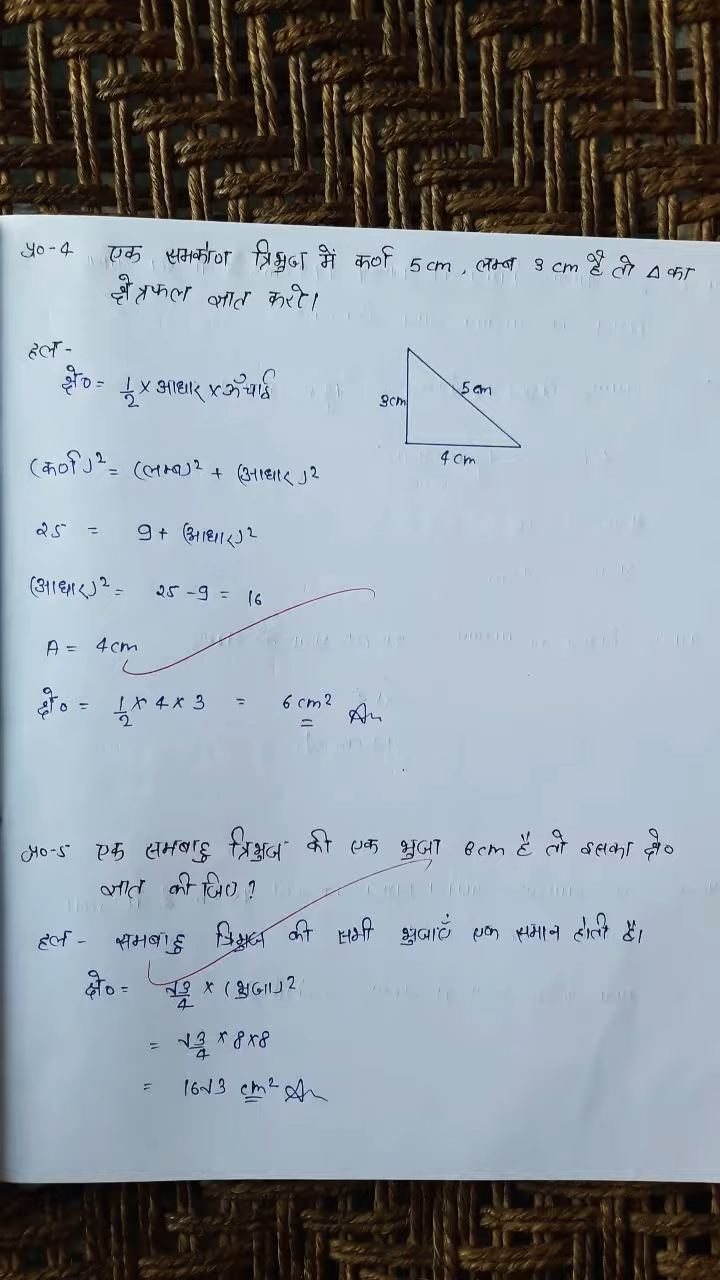 प्र०-4 एक समकोण त्रिभुज में कर्ण 5 cm, लम्ब 3 cm है तो Δ का
क्षेत्रफल ज्ञात करो।
हल-
क्षे० = 1/2 × आधार × ऊँचाई
3cm
5cm
4cm
(कर्ण)² = (लम्ब)² + (आधार)²
25 = 9 + (आधार)²
(आधार)² = 25 - 9 = 16
A = 4cm
क्षे० = 1/2 × 4 × 3 = 6 cm² Ans
प्र०-5 एक समबाहु त्रिभुज की एक भुजा 8cm है तो इसका क्षे०
ज्ञात कीजिए?
हल - समबाहु त्रिभुज की सभी भुजाएँ एक समान होती है।
क्षे० = √3/4 × (भुजा)²
= √3/4 × 8×8
= 16√3 cm² Ans